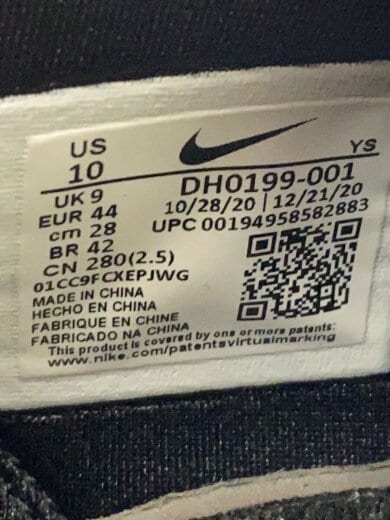 US
10
UK 9
EUR 44
cm 28
BR 42
CN 280(2.5)
01CC9FCXEPJWG
MADE IN CHINA
HECHO EN CHINA
FABRIQUE EN CHINE
FABRICADO NA CHINA
YS
DH0199-001
10/28/20 | 12/21/20
UPC 00194958582883
This product is covered by one or more patents:
www.nike.com/patentsvirtualmarking